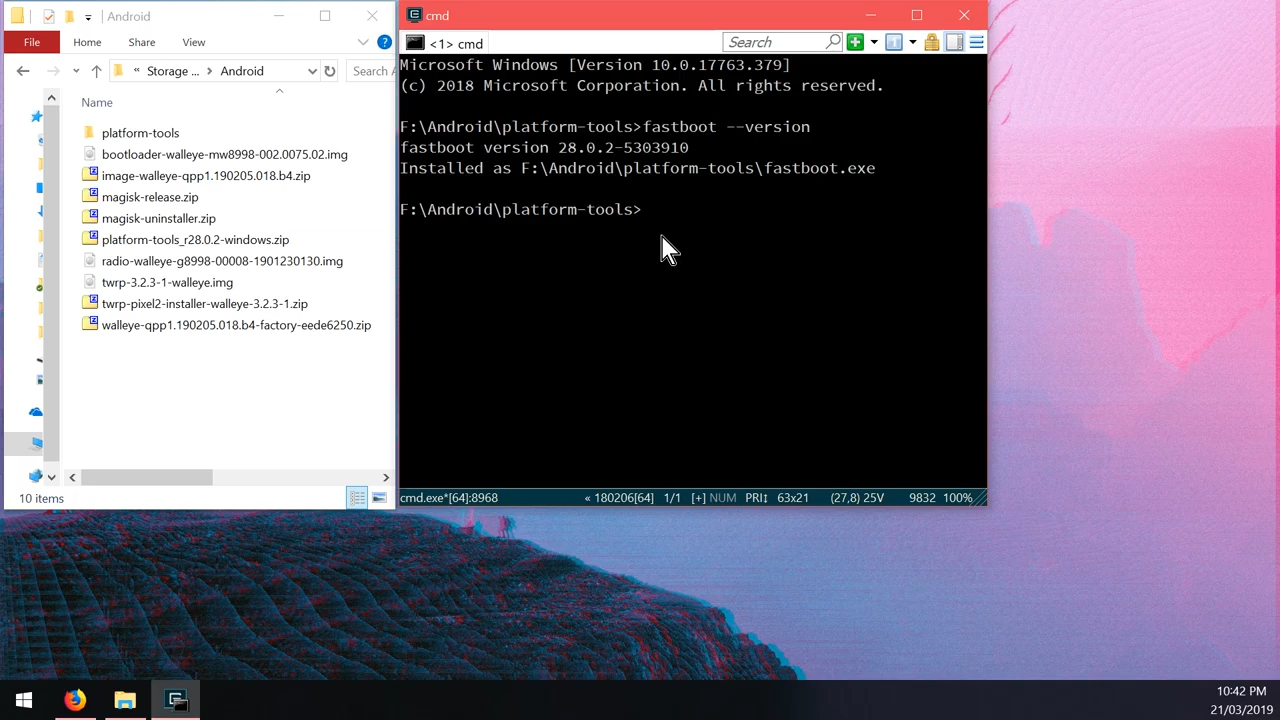 Android
File
Home
Share
View
« Storage ... > Android
Search A
Name
platform-tools
bootloader-walleye-mw8998-002.0075.02.img
image-walleye-qpp1.190205.018.b4.zip
magisk-release.zip
magisk-uninstaller.zip
platform-tools_r28.0.2-windows.zip
radio-walleye-g8998-00008-1901230130.img
twrp-3.2.3-1-walleye.img
twrp-pixel2-installer-walleye-3.2.3-1.zip
walleye-qpp1.190205.018.b4-factory-eede6250.zip
10 items
cmd
<1> cmd
Search
Microsoft Windows [Version 10.0.17763.379]
(c) 2018 Microsoft Corporation. All rights reserved.
F:\Android\platform-tools>fastboot --version
fastboot version 28.0.2-5303910
Installed as F:\Android\platform-tools\fastboot.exe
F:\Android\platform-tools>
cmd.exe*[64]:8968 « 180206[64] 1/1 [+] NUM PRI↕ 63x21 (27,8) 25V 9832 100%
10:42 PM
21/03/2019